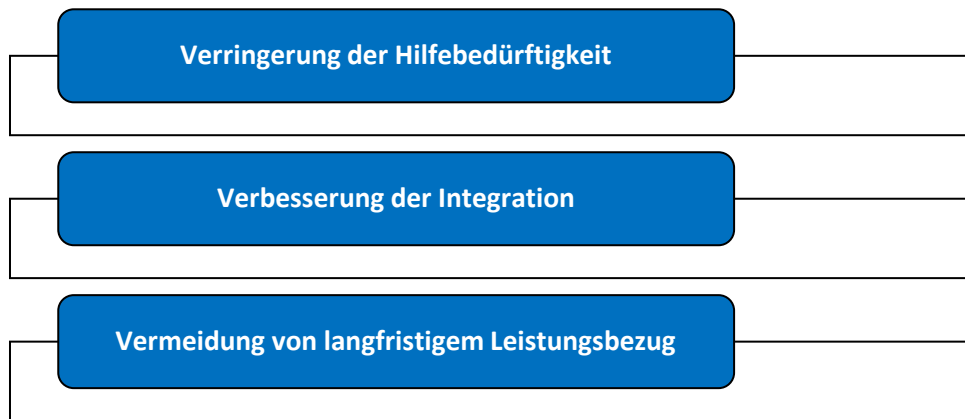 Verringerung der Hilfebedürftigkeit
Verbesserung der Integration
Vermeidung von langfristigem Leistungsbezug